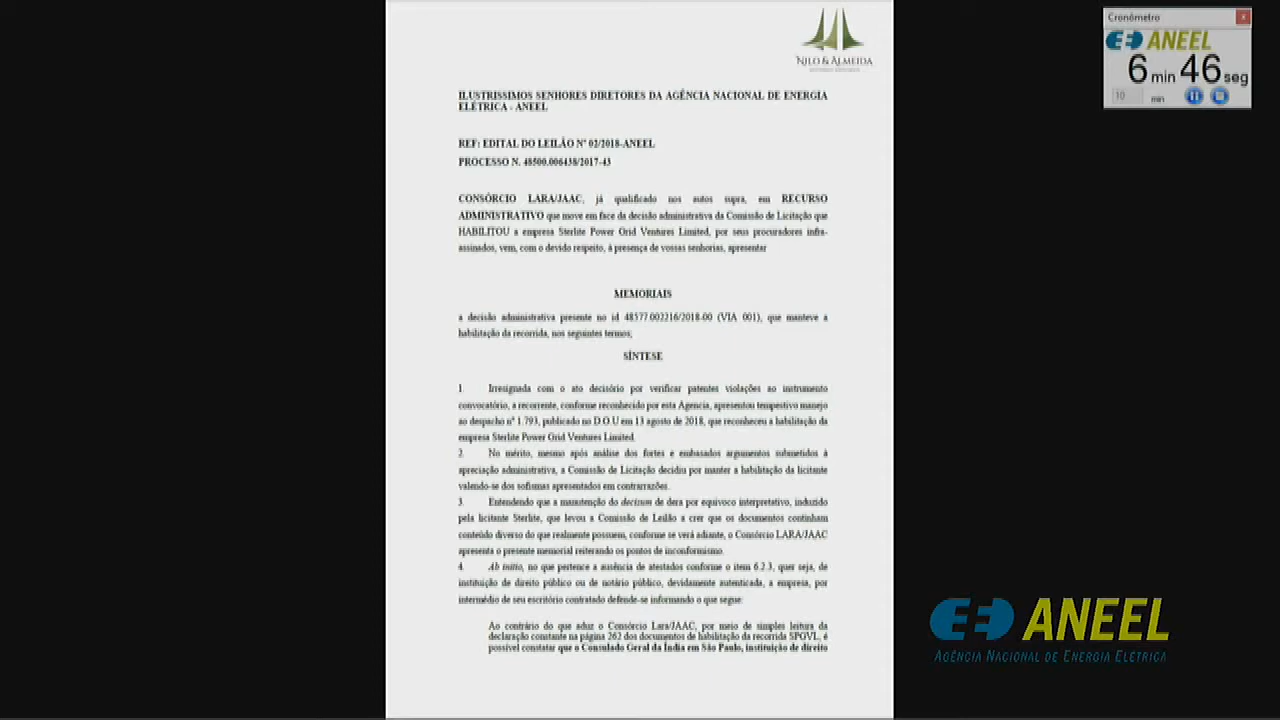 NILO & ALMEIDA
ILUSTRISSIMOS SENHORES DIRETORES DA AGÊNCIA NACIONAL DE ENERGIA
ELÉTRICA - ANEEL
REF: EDITAL DO LEILÃO Nº 02/2018-ANEEL
PROCESSO N. 48500.006438/2017-43
CONSÓRCIO LARA/JAAC, já qualificado nos autos supra, em RECURSO
ADMINISTRATIVO que move em face da decisão administrativa da Comissão de Licitação que
HABILITOU a empresa Sterlite Power Grid Ventures Limited, por seus procuradores infra-
assinados, vem, com o devido respeito, à presença de vossas senhorias, apresentar
MEMORIAIS
a decisão administrativa presente no id 48577.002216/2018-00 (VIA 001), que manteve a
habilitação da recorrida, nos seguintes termos;
SÍNTESE
1. Irresignada com o ato decisório por verificar patentes violações ao instrumento
convocatório, a recorrente, conforme reconhecido por esta Agencia, apresentou tempestivo manejo
ao despacho nº 1.793, publicado no D.O.U em 13 agosto de 2018, que reconheceu a habilitação da
empresa Sterlite Power Grid Ventures Limited.
2. No mérito, mesmo após análise dos fortes e embasados argumentos submetidos à
apreciação administrativa, a Comissão de Licitação decidiu por manter a habilitação da licitante
valendo-se dos sofismas apresentados em contrarrazões.
3. Entendendo que a manutenção do decisum de dera por equivoco interpretativo, induzido
pela licitante Sterlite, que levou a Comissão de Leilão a crer que os documentos continham
conteúdo diverso do que realmente possuem, conforme se verá adiante, o Consórcio LARA/JAAC
apresenta o presente memorial reiterando os pontos de inconformismo.
4. Ab initio, no que pertence a ausência de atestados conforme o item 6.2.3, quer seja, de
instituição de direito público ou de notário público, devidamente autenticada, a empresa, por
intermédio de seu escritório contratado defende-se informando o que segue:
Ao contrário do que aduz o Consórcio Lara/JAAC, por meio de simples leitura da
declaração constante na página 262 dos documentos de habilitação da recorrida SPGVL, é
possível constatar que o Consulado Geral da Índia em São Paulo, instituição de direito
Cronômetro
ANEEL
6 min 46 seg
10 min
ANEEL
AGÊNCIA NACIONAL DE ENERGIA ELÉTRICA